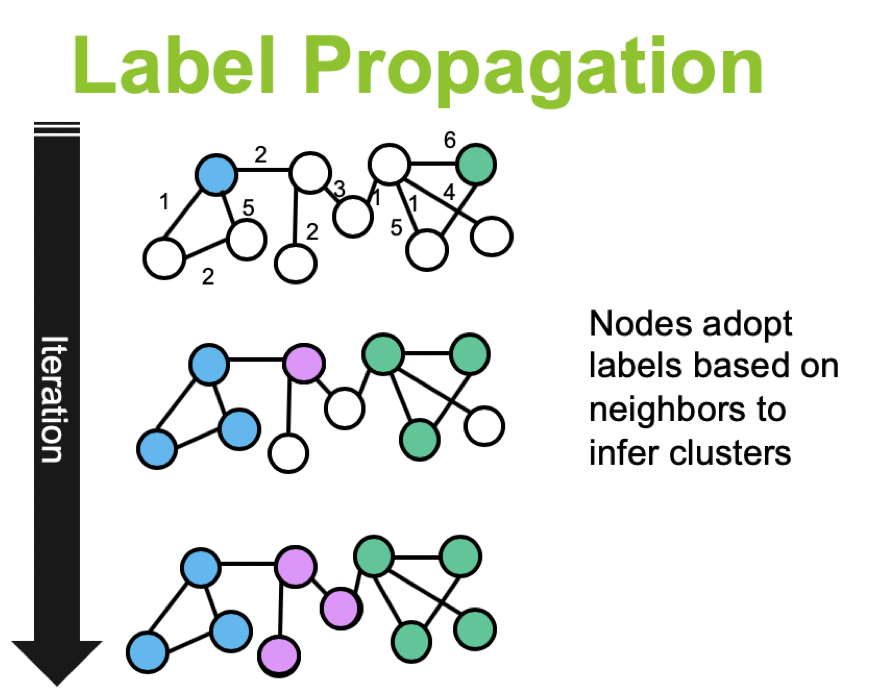 Label Propagation
6
2
3
1
4
1
5
1
2
5
2
Iteration
Nodes adopt
labels based on
neighbors to
infer clusters